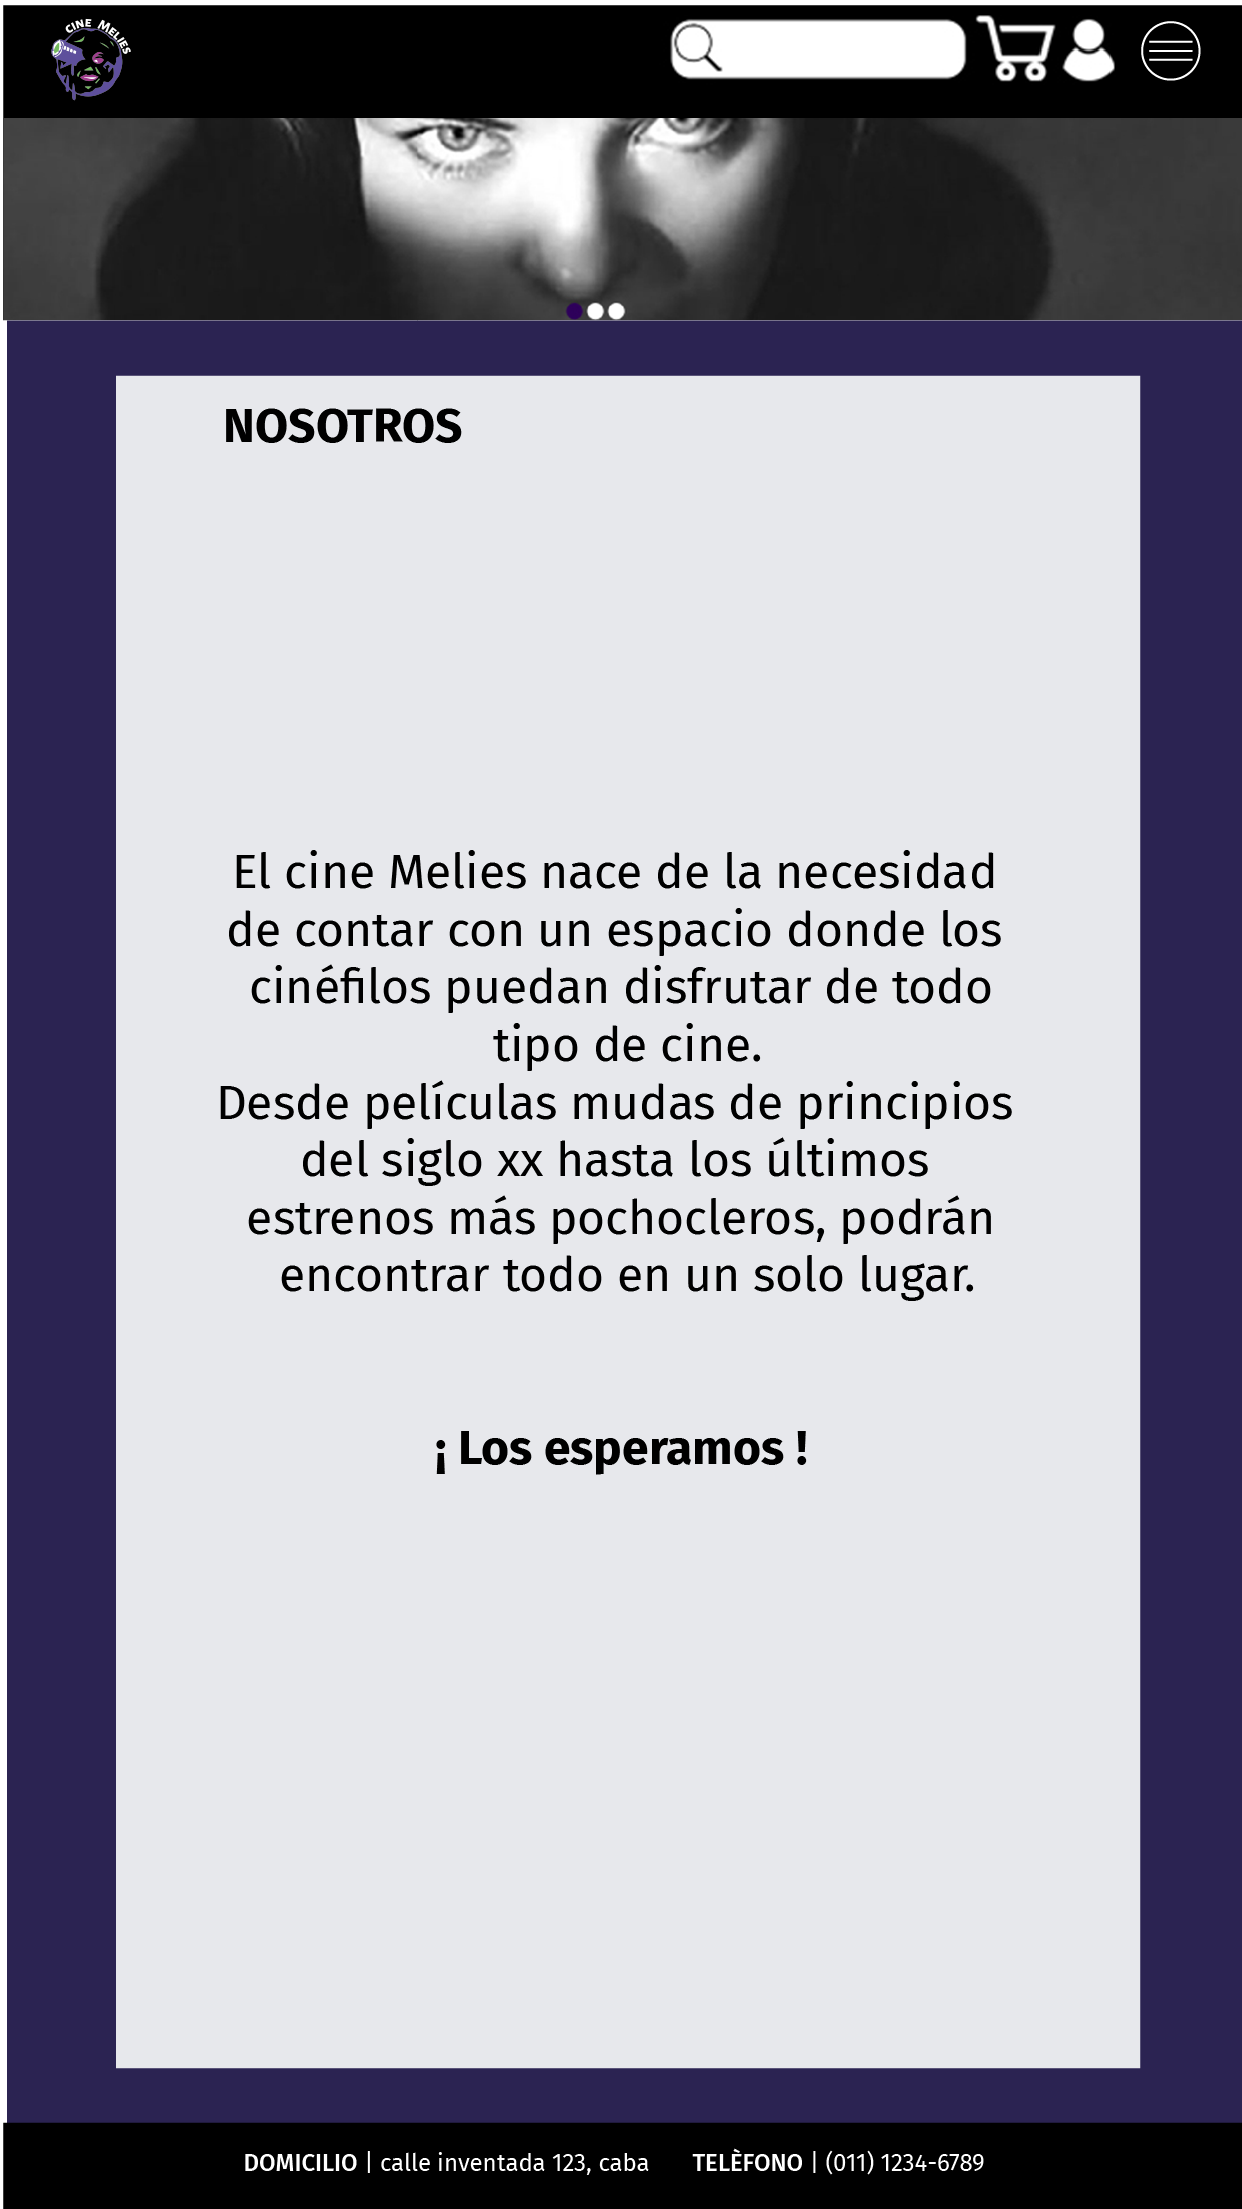 CINE MELIES
NOSOTROS
El cine Melies nace de la necesidad
de contar con un espacio donde los
cinéfilos puedan disfrutar de todo
tipo de cine.
Desde películas mudas de principios
del siglo xx hasta los últimos
estrenos más pochocleros, podrán
encontrar todo en un solo lugar.
¡ Los esperamos !
DOMICILIO | calle inventada 123, caba TELÈFONO | (011) 1234-6789